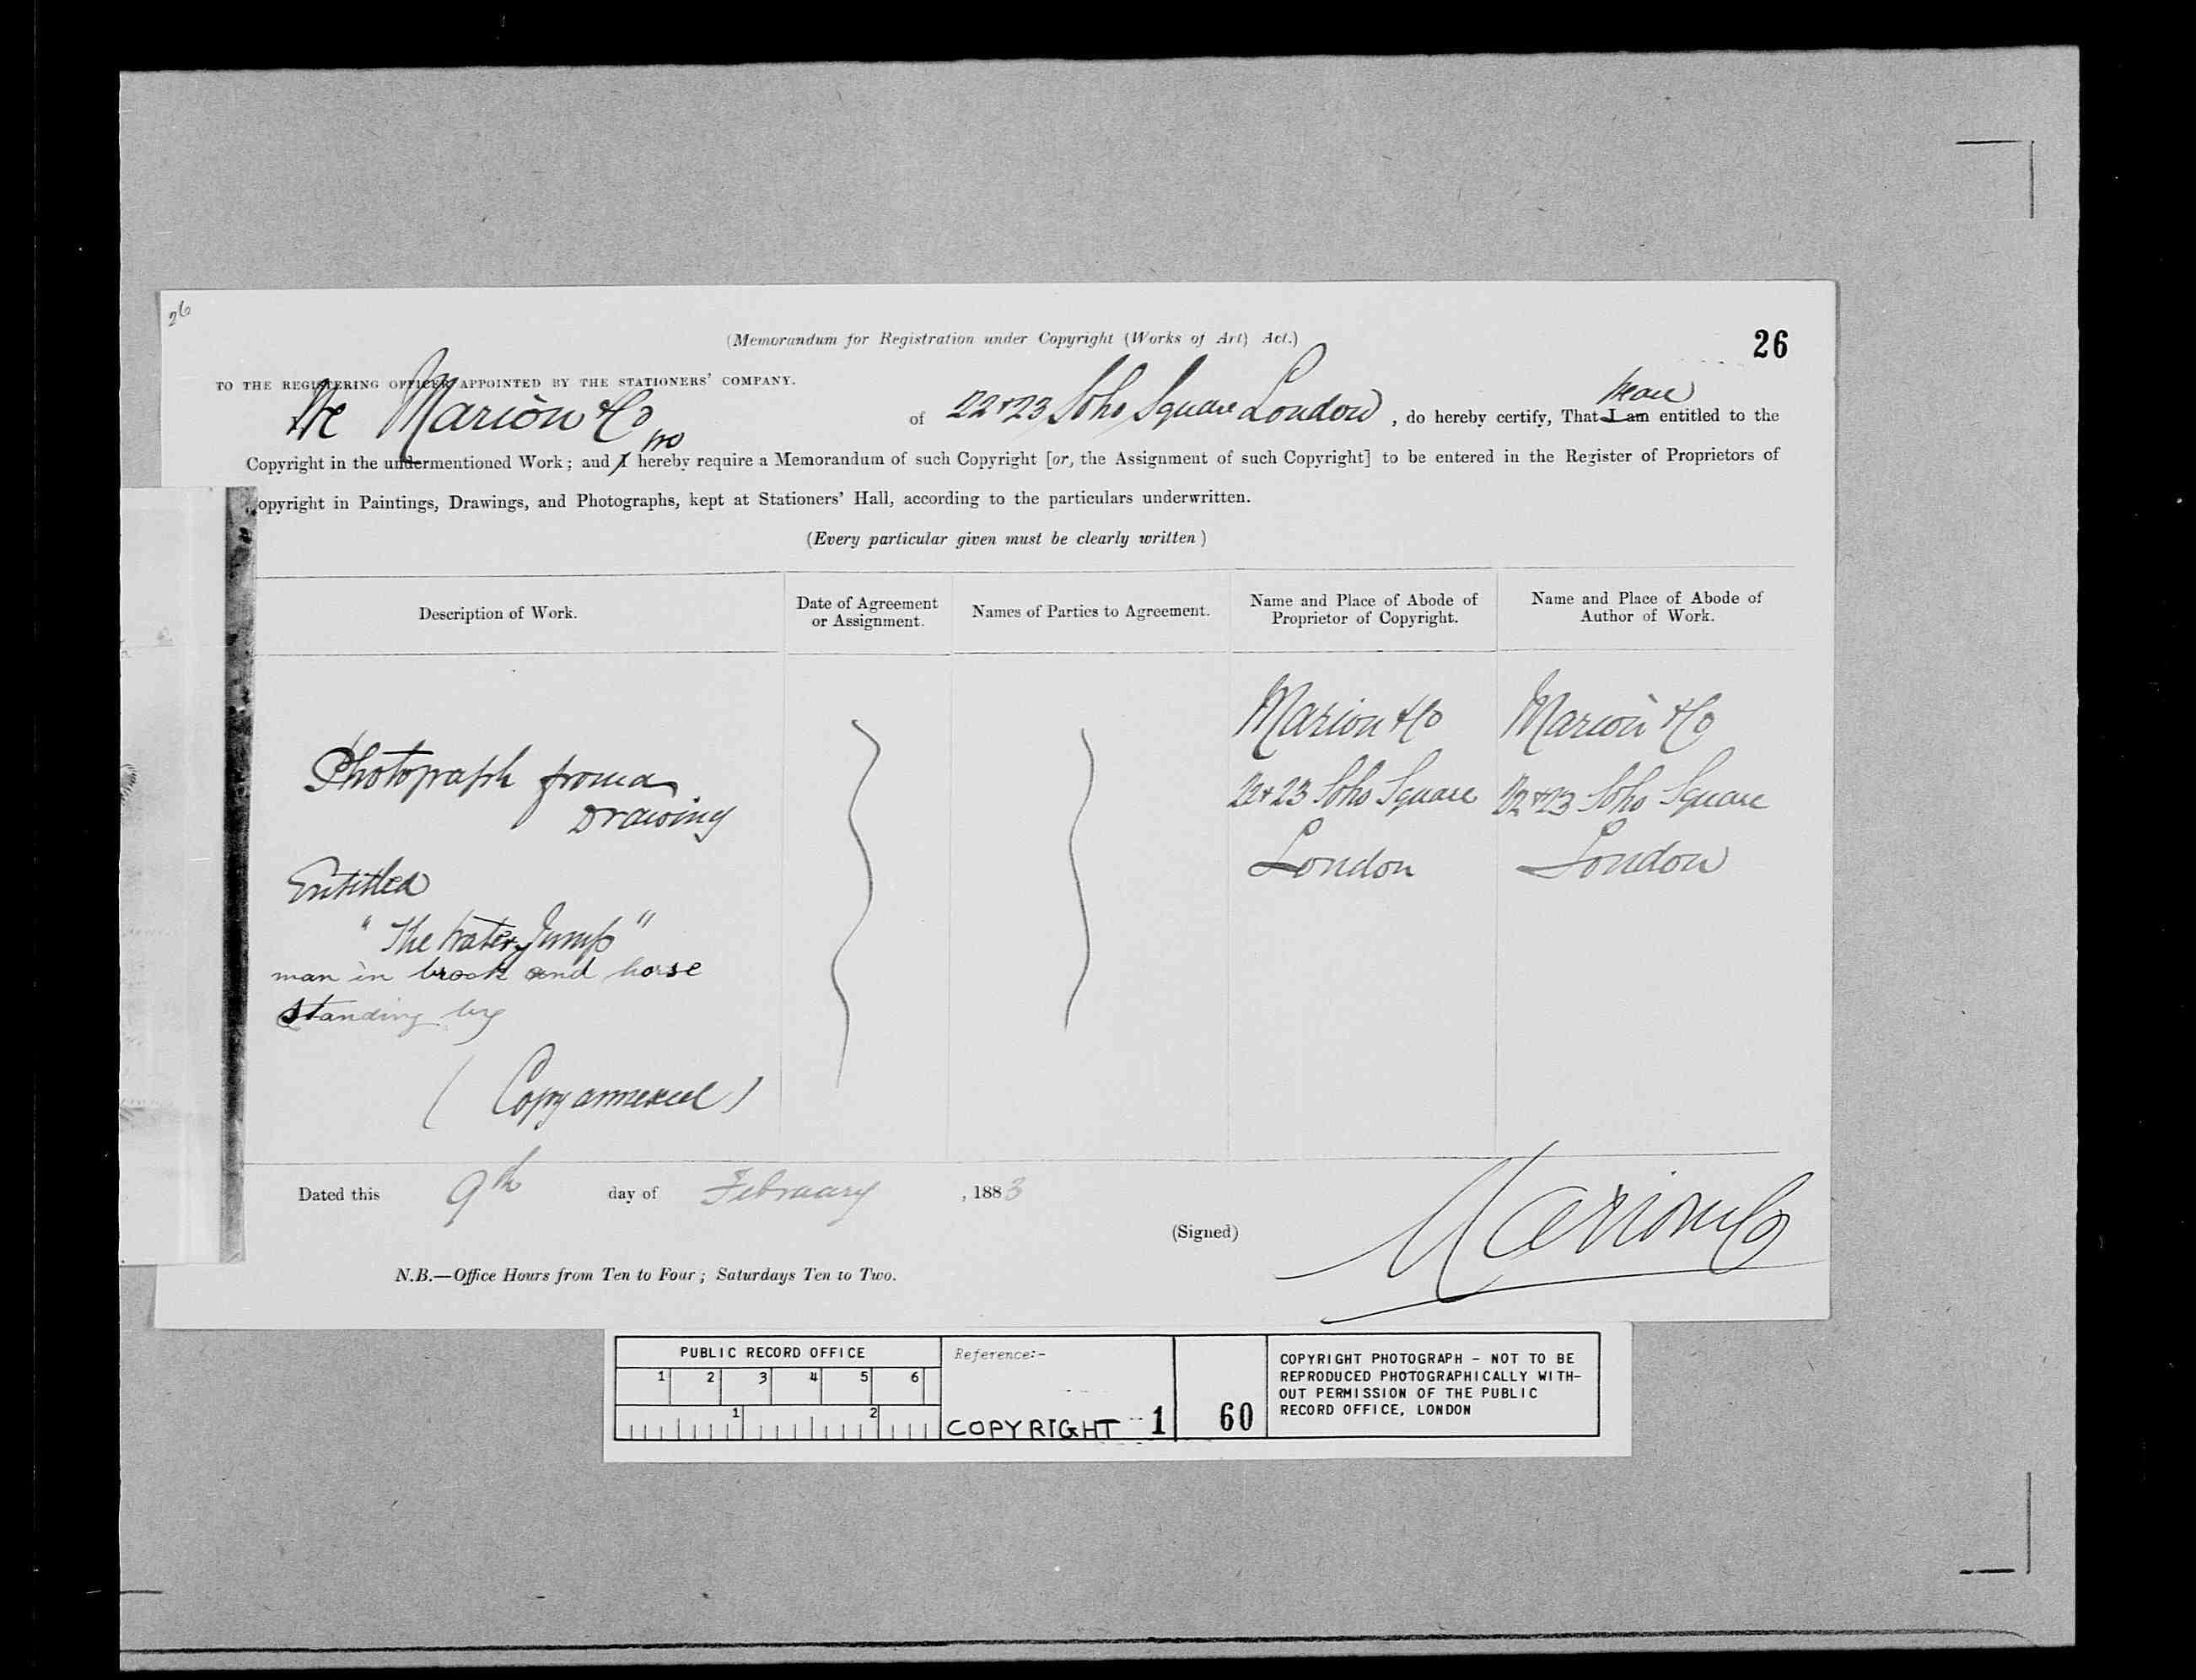 26
(Memorandum for Registration under Copyright (Works of Art) Act.)
26
TO THE REGISTERING OFFICER APPOINTED BY THE STATIONERS' COMPANY.
We Marion & Co of 22 & 23 Soho Square London, do hereby certify, That I am we are entitled to the
Copyright in the undermentioned Work; and I we hereby require a Memorandum of such Copyright [or, the Assignment of such Copyright] to be entered in the Register of Proprietors of
opyright in Paintings, Drawings, and Photographs, kept at Stationers' Hall, according to the particulars underwritten.
(Every particular given must be clearly written)
Description of Work.
Date of Agreement
or Assignment.
Names of Parties to Agreement.
Name and Place of Abode of
Proprietor of Copyright.
Name and Place of Abode of
Author of Work.
Photograph from a
Drawing
Entitled
"The Water Jump"
man in brook and horse
standing by
(Copy annexed)
Marion & Co
22 & 23 Soho Square
London
Marion & Co
22 & 23 Soho Square
London
Dated this 9th day of February, 1883
(Signed) Marion & Co
N.B.—Office Hours from Ten to Four; Saturdays Ten to Two.
PUBLIC RECORD OFFICE
1 2 3 4 5 6
1 2
Reference:-
COPYRIGHT 1 60
COPYRIGHT PHOTOGRAPH - NOT TO BE
REPRODUCED PHOTOGRAPHICALLY WITH-
OUT PERMISSION OF THE PUBLIC
RECORD OFFICE, LONDON